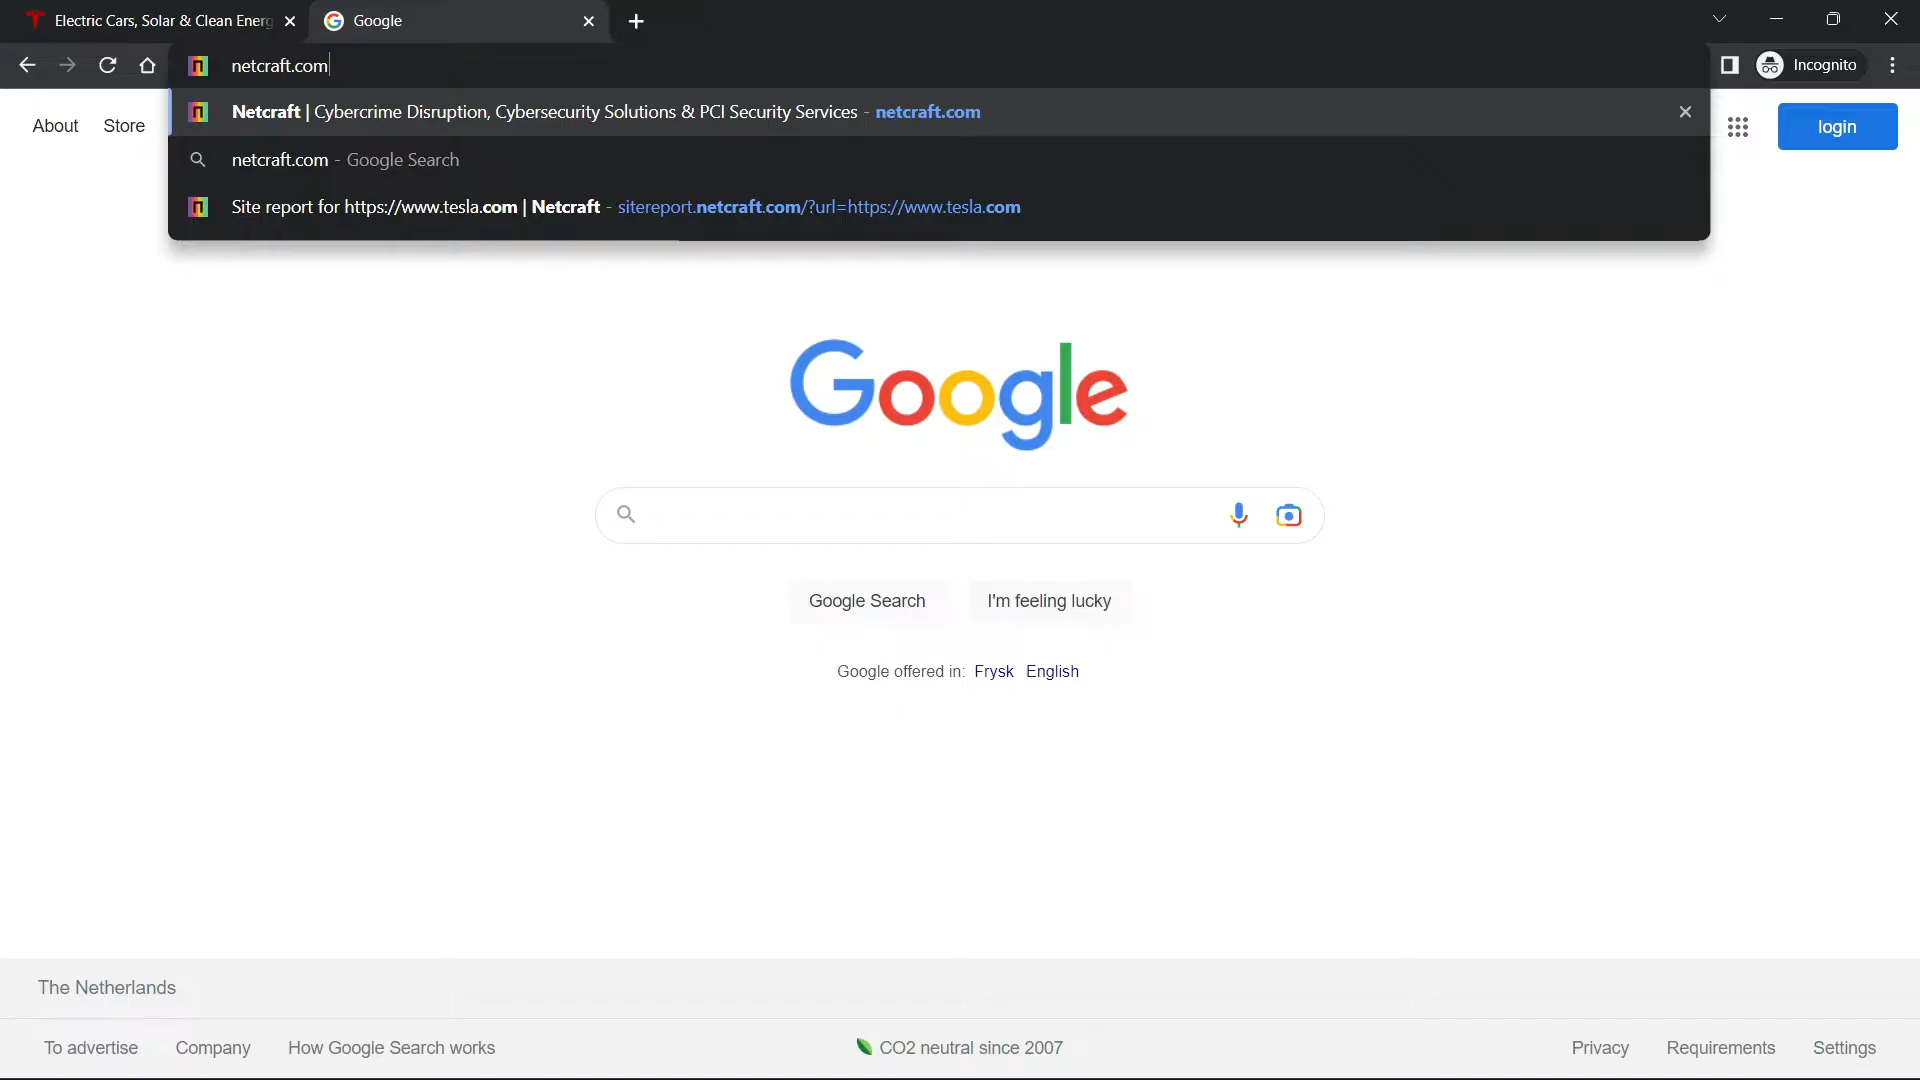 Electric Cars, Solar & Clean Energ
Google
netcraft.com
Incognito
Netcraft | Cybercrime Disruption, Cybersecurity Solutions & PCI Security Services - netcraft.com
netcraft.com - Google Search
Site report for https://www.tesla.com | Netcraft - sitereport.netcraft.com/?url=https://www.tesla.com
About Store
login
Google
Google Search I'm feeling lucky
Google offered in: Frysk English
The Netherlands
To advertise Company How Google Search works CO2 neutral since 2007 Privacy Requirements Settings